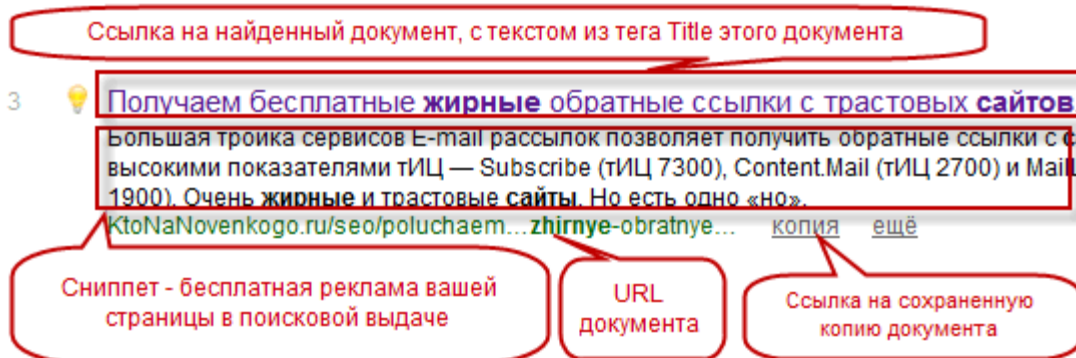 Ссылка на найденный документ, с текстом из тега Title этого документа
3 Получаем бесплатные жирные обратные ссылки с трастовых сайтов
Большая тройка сервисов E-mail рассылок позволяет получить обратные ссылки с с
высокими показателями тИЦ — Subscribe (тИЦ 7300), Content.Mail (тИЦ 2700) и MailL
1900). Очень жирные и трастовые сайты. Но есть одно «но».
KtoNaNovenkogo.ru/seo/poluchaem...zhirnye-obratnye... копия ещё
Сниппет - бесплатная реклама вашей
страницы в поисковой выдаче
URL
документа
Ссылка на сохраненную
копию документа